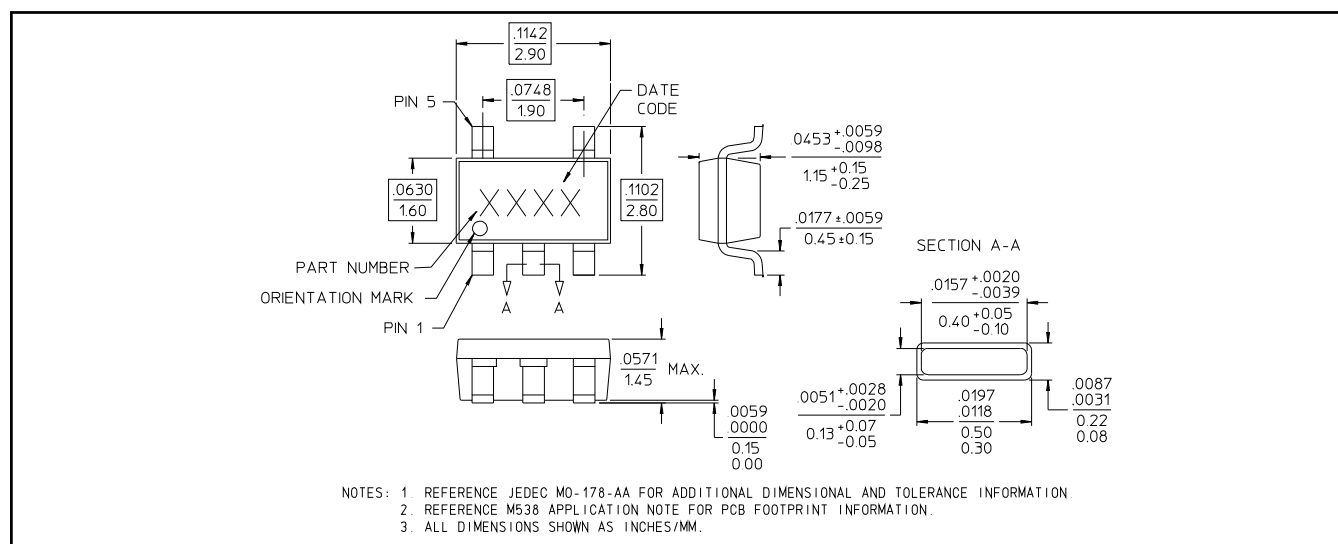 .1142
2.90
.0748
1.90
DATE
CODE
PIN 5
.0453 +.0059
-.0098
1.15 +0.15
-0.25
.0630
1.60
XXXX
.1102
2.80
.0177 ±.0059
0.45 ±0.15
SECTION A-A
PART NUMBER
ORIENTATION MARK
PIN 1
A A
.0157 +.0020
-.0039
0.40 +0.05
-0.10
.0571
1.45
MAX.
.0059
.0000
0.15
0.00
.0051 +.0028
-.0020
0.13 +0.07
-0.05
.0197
.0118
0.50
0.30
.0087
.0031
0.22
0.08
NOTES: 1. REFERENCE JEDEC MO-178-AA FOR ADDITIONAL DIMENSIONAL AND TOLERANCE INFORMATION.
2. REFERENCE M538 APPLICATION NOTE FOR PCB FOOTPRINT INFORMATION.
3. ALL DIMENSIONS SHOWN AS INCHES/MM.